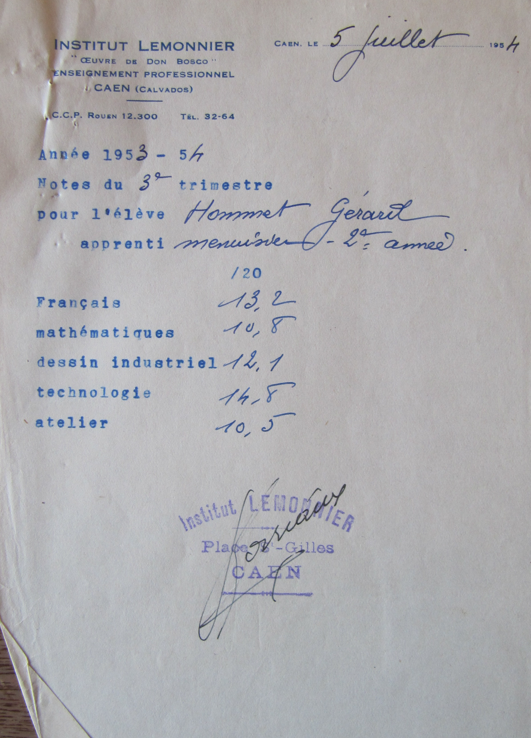 INSTITUT LEMONNIER
"ŒUVRE DE DON BOSCO"
ENSEIGNEMENT PROFESSIONNEL
CAEN (CALVADOS)
C.C.P. ROUEN 12.300 TÉL. 32-64
CAEN, LE 5 juillet 1954
Année 1953 - 54
Notes du 3e trimestre
pour l'élève Hommet Gérard
apprenti menuisier - 2e année.
/20
Français 13,2
mathématiques 10,8
dessin industriel 12,1
technologie 14,8
atelier 10,5
Institut LEMONNIER
Place St-Gilles
CAEN